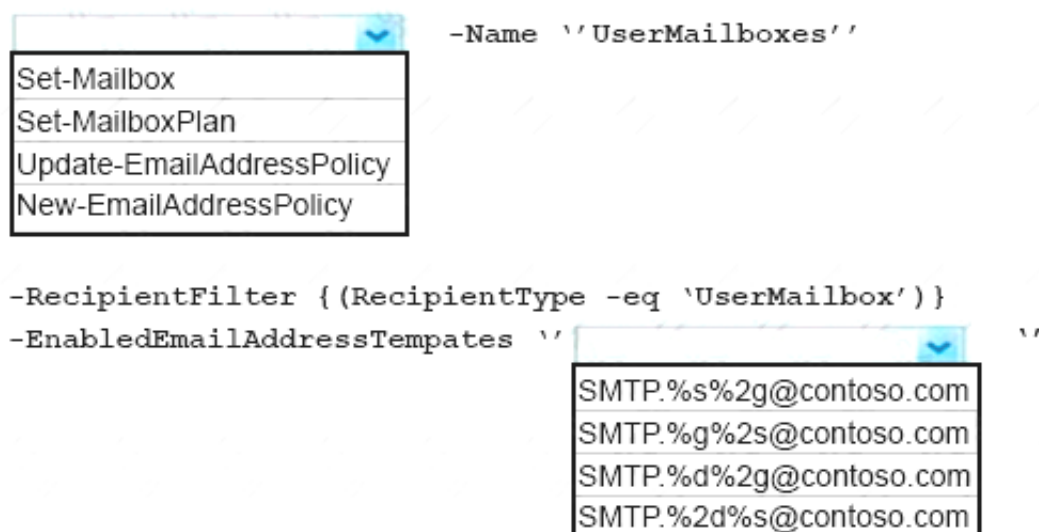 -Name ‵′UserMailboxes′′
Set-Mailbox
Set-MailboxPlan
Update-EmailAddressPolicy
New-EmailAddressPolicy
-RecipientFilter {(RecipientType -eq ‵UserMailbox′)}
-EnabledEmailAddressTempates ‵′ ‵′
SMTP.%s%2g@contoso.com
SMTP.%g%2s@contoso.com
SMTP.%d%2g@contoso.com
SMTP.%2d%s@contoso.com